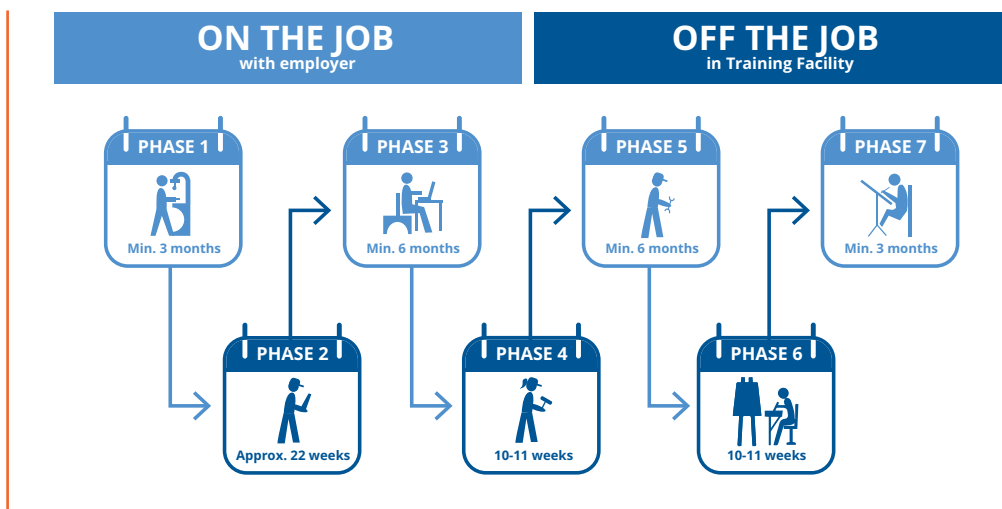 ON THE JOB
with employer
OFF THE JOB
in Training Facility
PHASE 1
Min. 3 months
PHASE 3
Min. 6 months
PHASE 5
Min. 6 months
PHASE 7
Min. 3 months
PHASE 2
Approx. 22 weeks
PHASE 4
10-11 weeks
PHASE 6
10-11 weeks